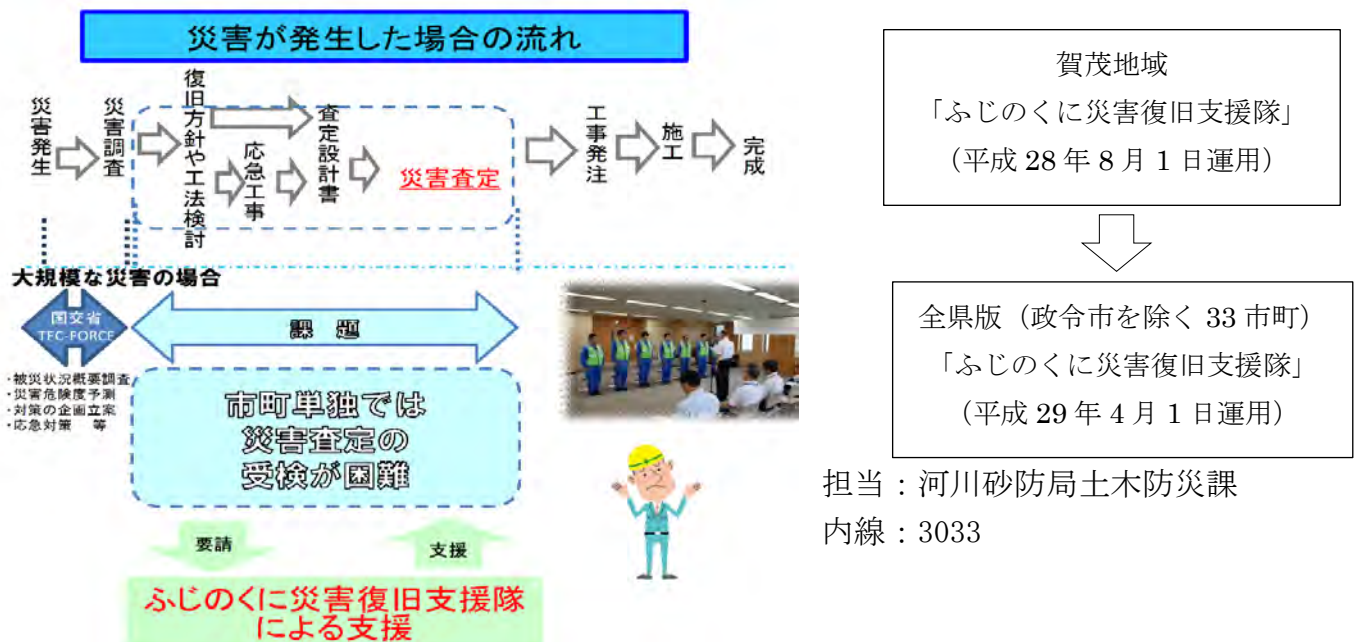 災害が発生した場合の流れ
災害発生
災害調査
復旧方針や工法検討
応急工事
査定設計書
災害査定
工事発注
施工
完成
大規模な災害の場合
国交省
TEC-FORCE
・被災状況概要調査
・災害危険度予測
・対策の企画立案
・応急対策　等
課題
市町単独では
災害査定の
受検が困難
要請
支援
ふじのくに災害復旧支援隊
による支援
賀茂地域
「ふじのくに災害復旧支援隊」
（平成 28 年 8 月 1 日運用）
全県版（政令市を除く 33 市町）
「ふじのくに災害復旧支援隊」
（平成 29 年 4 月 1 日運用）
担当：河川砂防局土木防災課
内線：3033